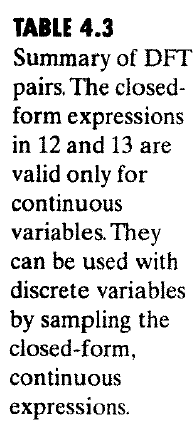 TABLE 4.3
Summary of DFT
pairs. The closed-
form expressions
in 12 and 13 are
valid only for
continuous
variables. They
can be used with
discrete variables
by sampling the
closed-form,
continuous
expressions.